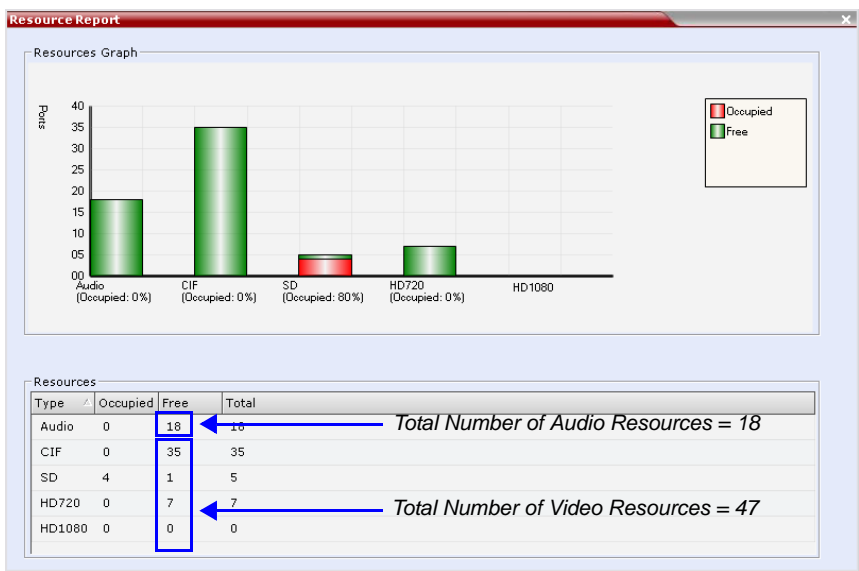 Resource Report
Resources Graph
Ports
40
35
30
25
20
15
10
05
00
Audio
(Occupied: 0%)
CIF
(Occupied: 0%)
SD
(Occupied: 80%)
HD720
(Occupied: 0%)
HD1080
Occupied
Free
Resources
Type Occupied Free Total
Audio 0 18 18 Total Number of Audio Resources = 18
CIF 0 35 35
SD 4 1 5
HD720 0 7 7 Total Number of Video Resources = 47
HD1080 0 0 0